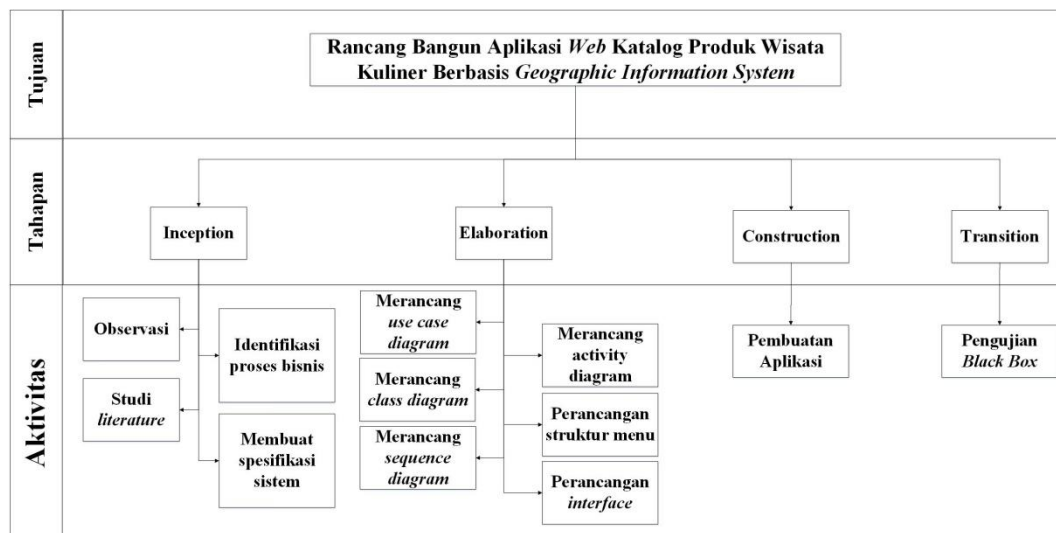 Tujuan
Rancang Bangun Aplikasi Web Katalog Produk Wisata
Kuliner Berbasis Geographic Information System
Tahapan
Inception
Elaboration
Construction
Transition
Aktivitas
Observasi
Identifikasi
proses bisnis
Studi
literature
Membuat
spesifikasi
sistem
Merancang
use case
diagram
Merancang
activity
diagram
Merancang
class diagram
Perancangan
struktur menu
Merancang
sequence
diagram
Perancangan
interface
Pembuatan
Aplikasi
Pengujian
Black Box